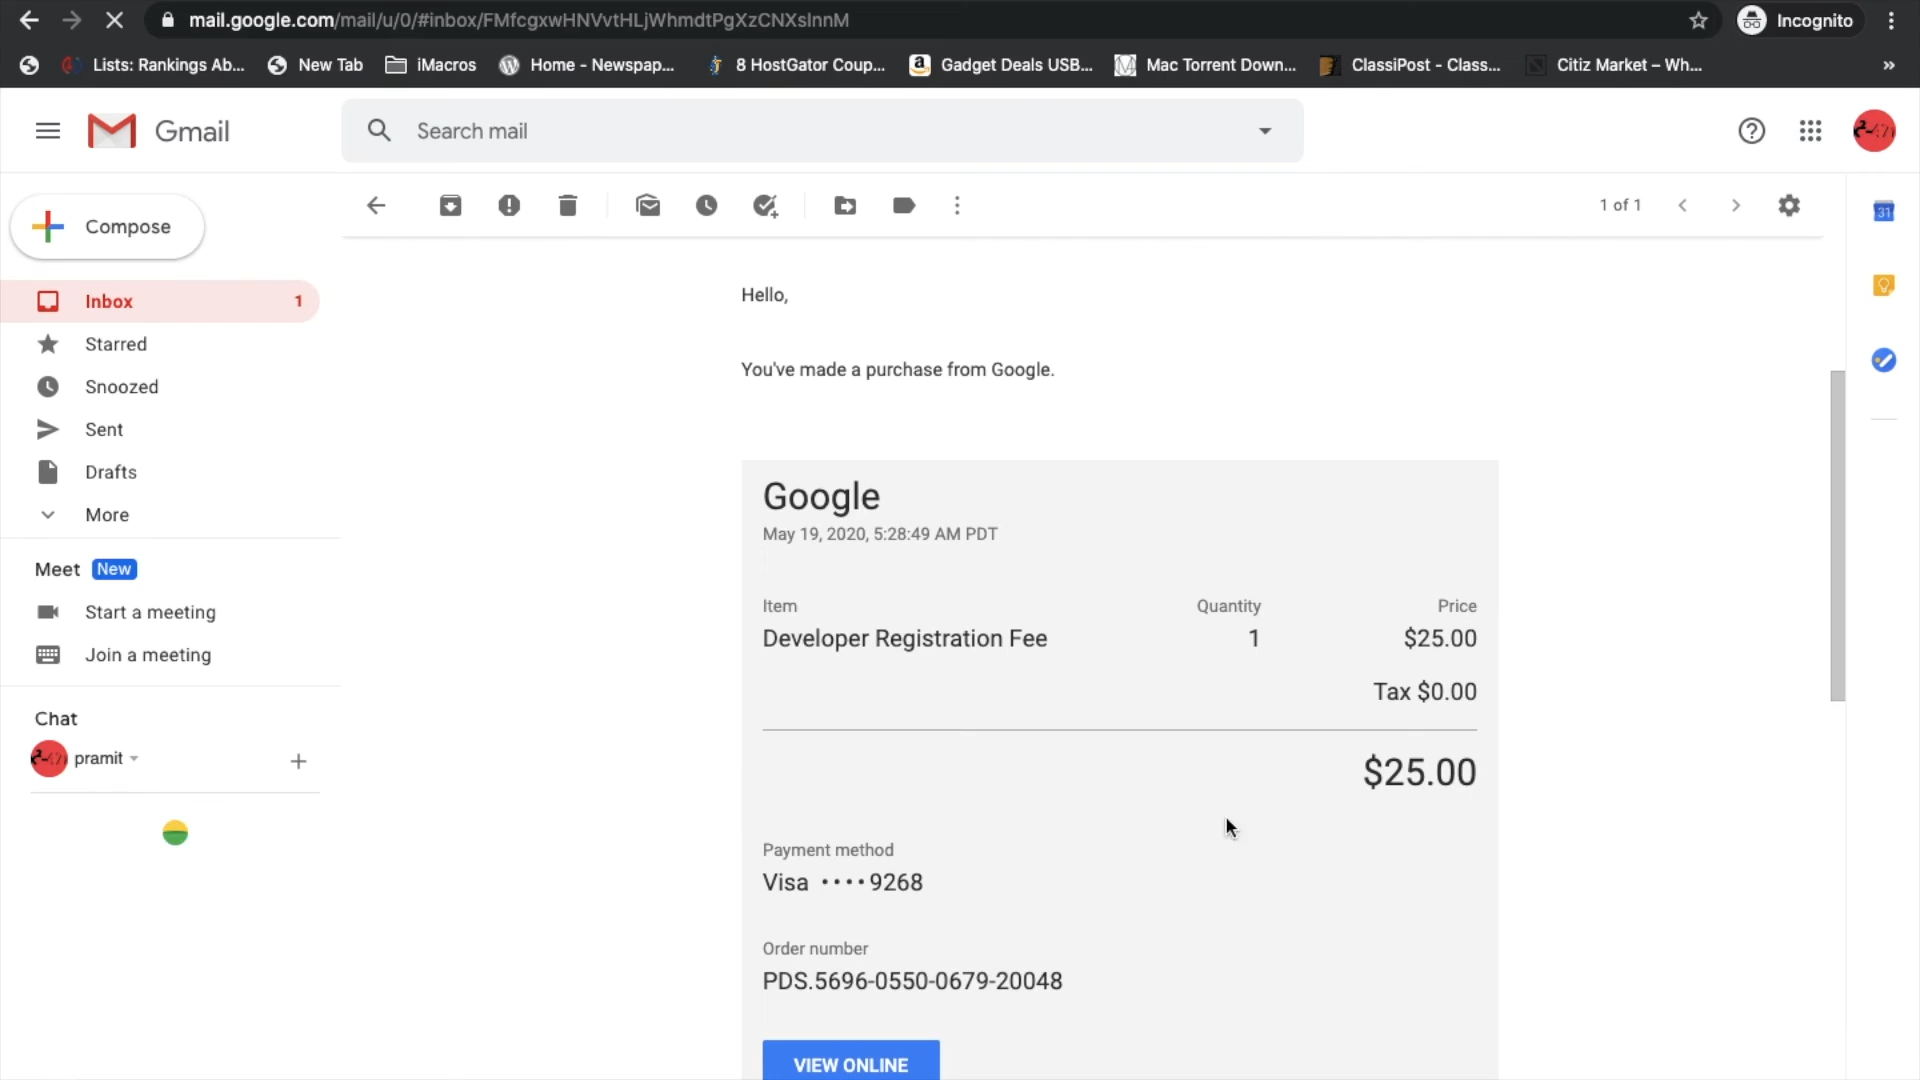 mail.google.com/mail/u/0/#inbox/FMfcgxwHNVvtHLjWhmdtPgXzCNXslnnM
Incognito
Lists: Rankings Ab...
New Tab
iMacros
Home - Newspap...
8 HostGator Coup...
Gadget Deals USB...
Mac Torrent Down...
ClassiPost - Class...
Citiz Market – Wh...
»
Gmail
Search mail
Compose
1 of 1
31
Inbox 1
Starred
Snoozed
Sent
Drafts
More
Meet New
Start a meeting
Join a meeting
Chat
pramit
Hello,
You've made a purchase from Google.
Google
May 19, 2020, 5:28:49 AM PDT
Item Quantity Price
Developer Registration Fee 1 $25.00
Tax $0.00
$25.00
Payment method
Visa ····9268
Order number
PDS.5696-0550-0679-20048
VIEW ONLINE